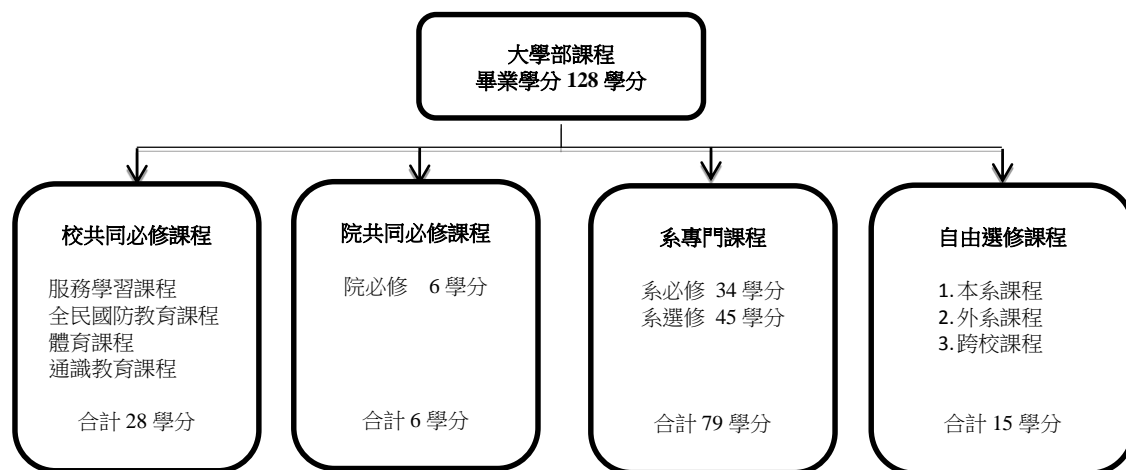 大學部課程
畢業學分 128 學分
校共同必修課程
服務學習課程
全民國防教育課程
體育課程
通識教育課程
合計 28 學分
院共同必修課程
院必修 6 學分
合計 6 學分
系專門課程
系必修 34 學分
系選修 45 學分
合計 79 學分
自由選修課程
1. 本系課程
2. 外系課程
3. 跨校課程
合計 15 學分